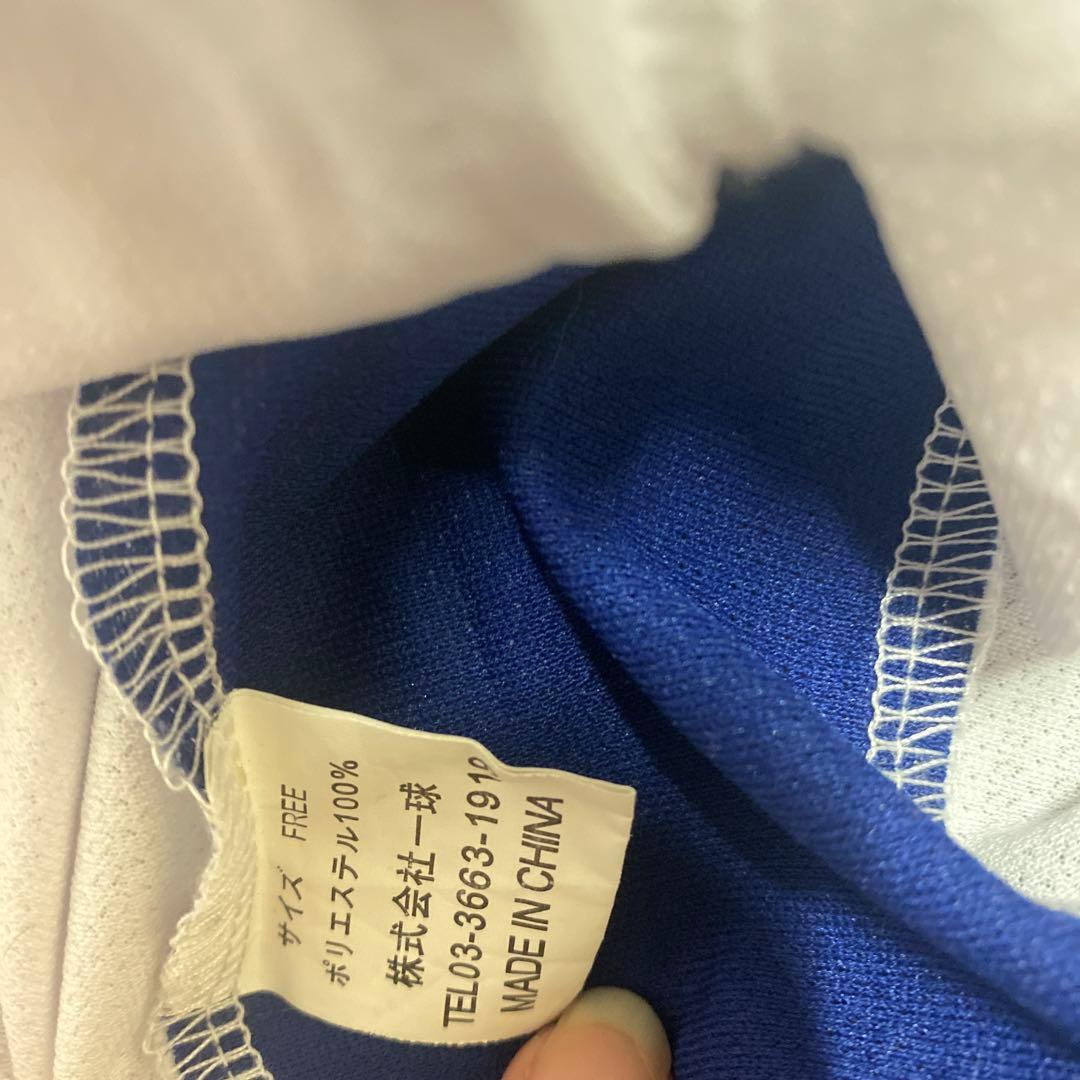 サイズ FREE
ポリエステル100%
株式会社一球
TEL03-3663-191
MADE IN CHINA